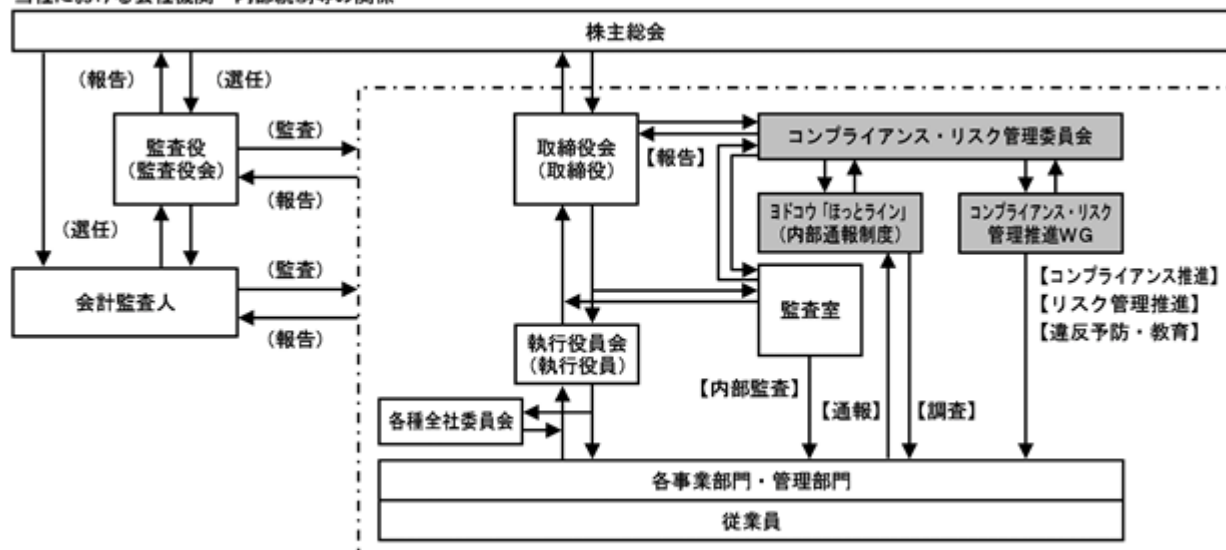 株主総会
(報告)
(選任)
監査役
(監査役会)
(監査)
(報告)
(選任)
会計監査人
(監査)
(報告)
取締役会
(取締役)
【報告】
コンプライアンス・リスク管理委員会
ヨドコウ「ほっとライン」
(内部通報制度)
コンプライアンス・リスク
管理推進WG
監査室
【コンプライアンス推進】
【リスク管理推進】
【違反予防・教育】
執行役員会
(執行役員)
【内部監査】
【通報】
【調査】
各種全社委員会
各事業部門・管理部門
従業員